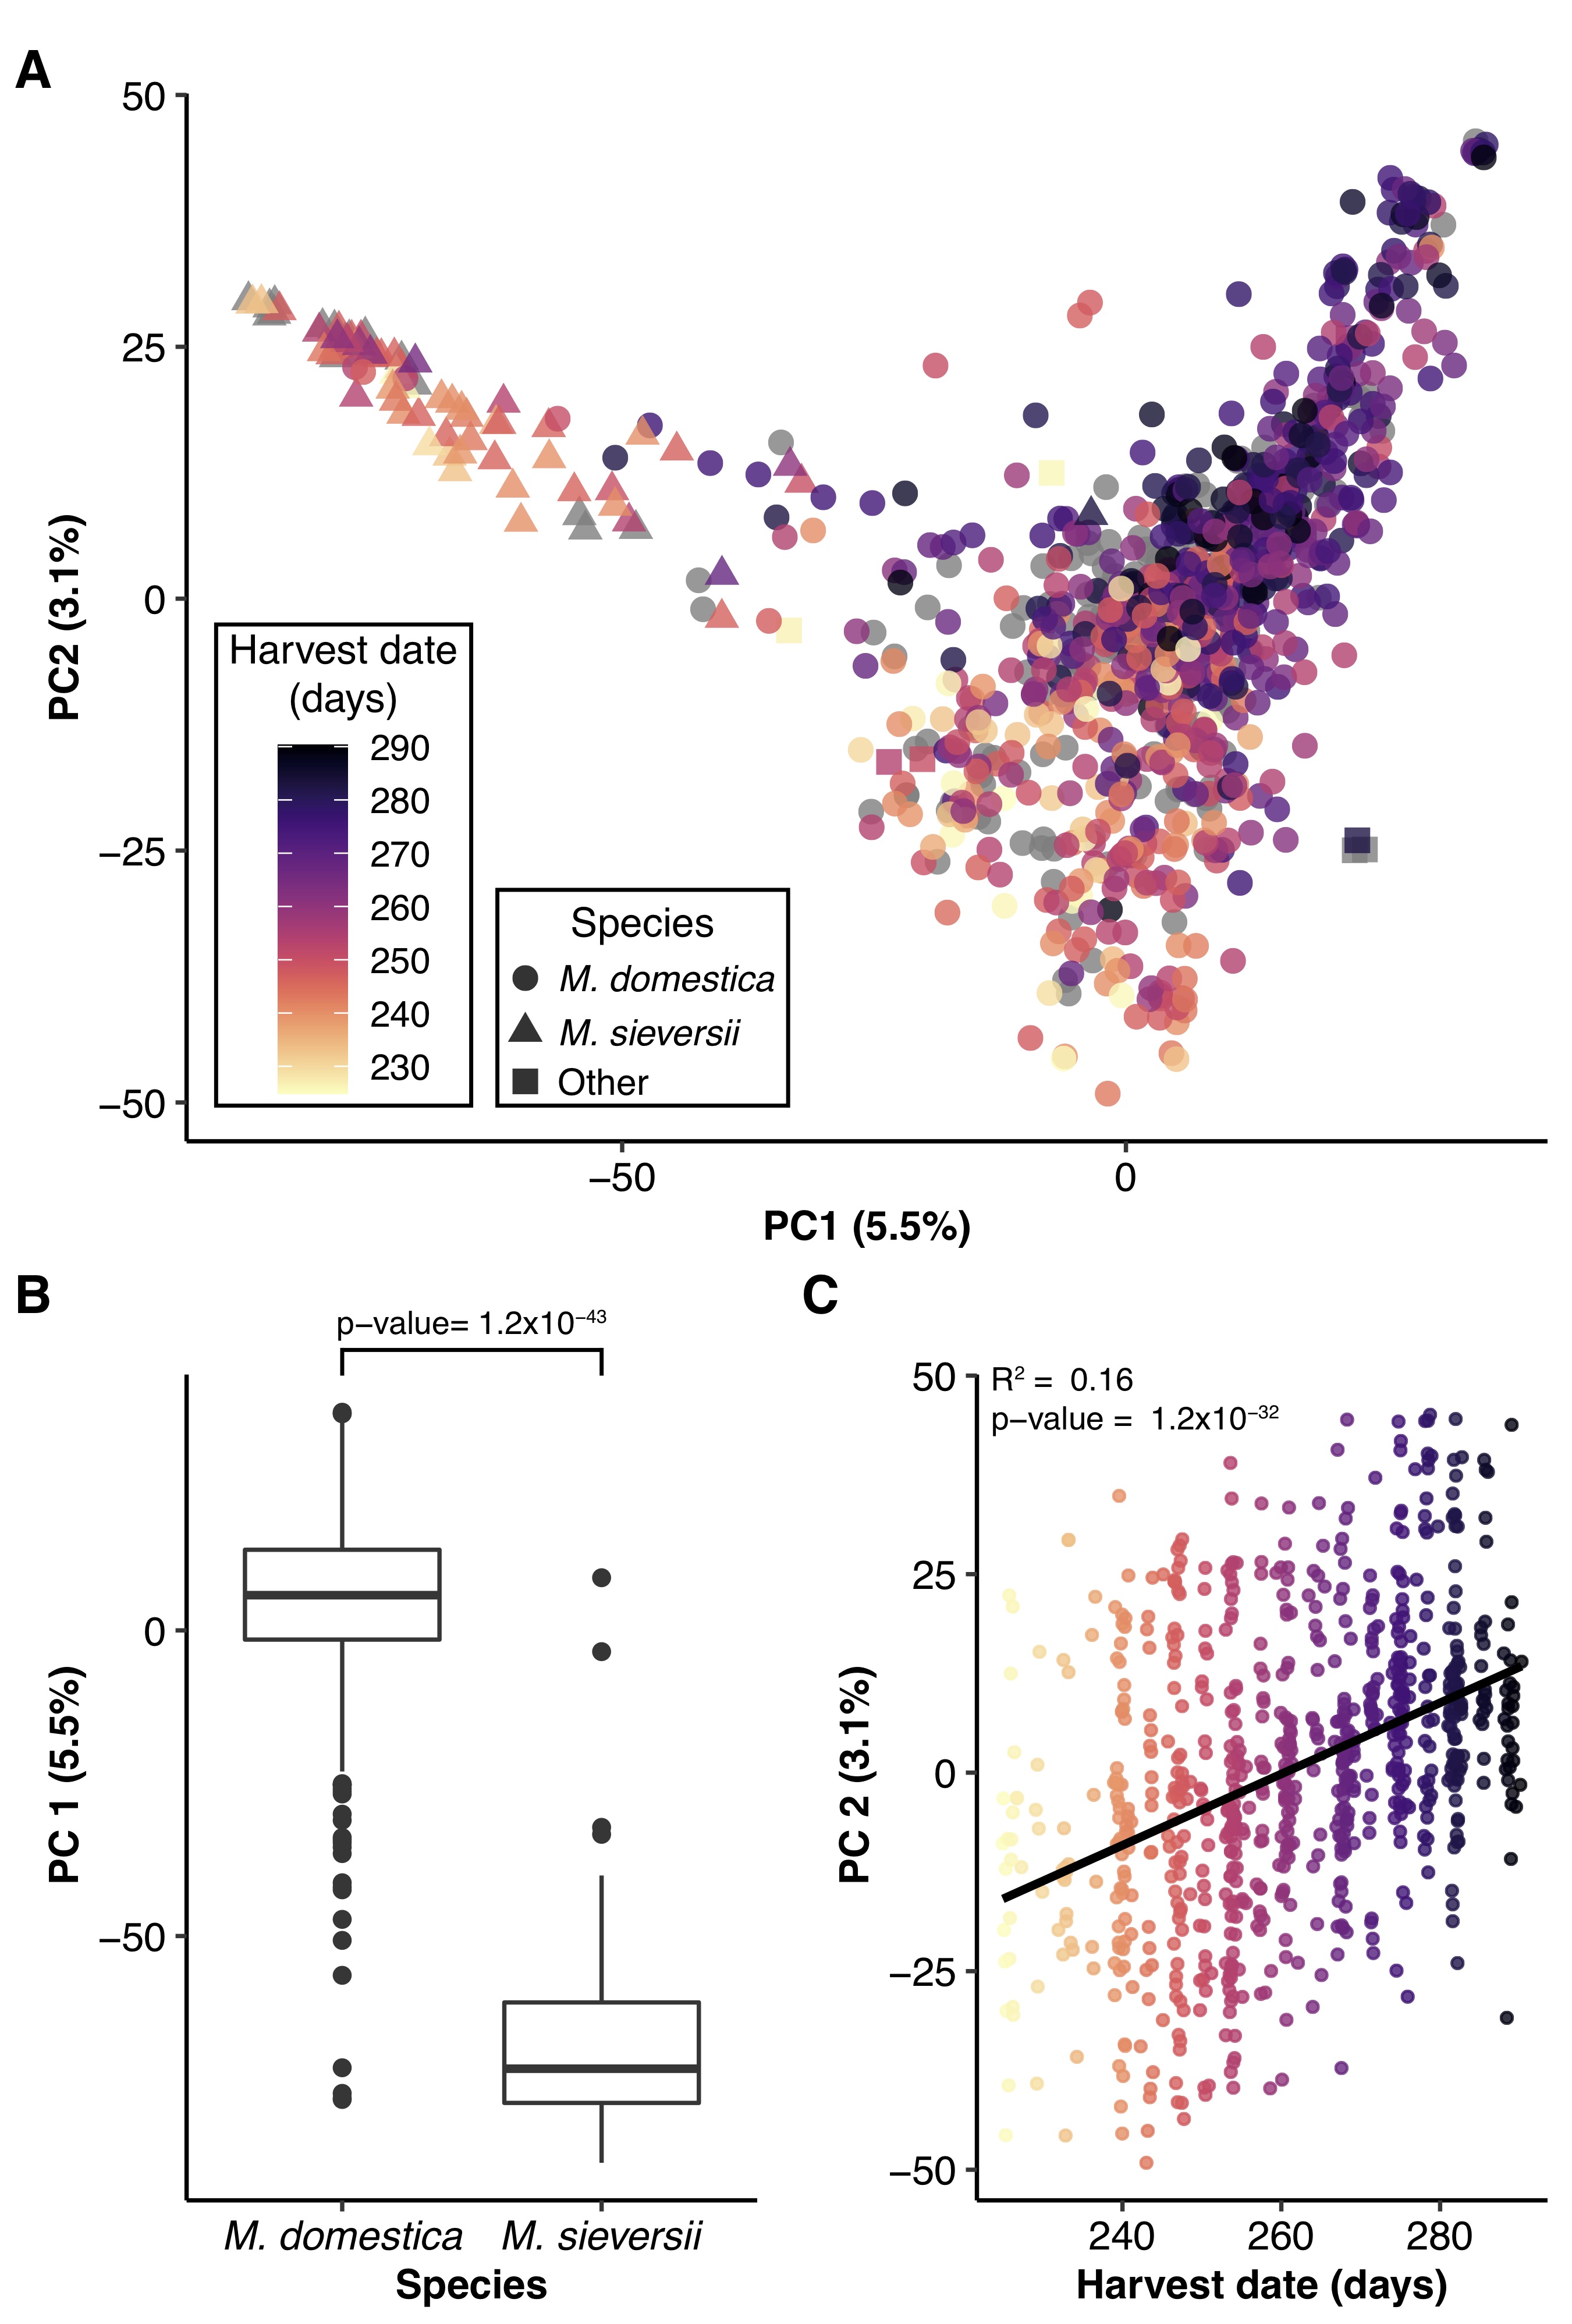 A
50
25
0
−25
−50
PC2 (3.1%)
Harvest date
(days)
290
280
270
260
250
240
230
Species
M. domestica
M. sieversii
Other
−50
0
PC1 (5.5%)
B
p−value= 1.2x10⁻⁴³
0
−50
PC 1 (5.5%)
M. domestica
M. sieversii
Species
C
R² = 0.16
p−value = 1.2x10⁻³²
50
25
0
−25
−50
PC 2 (3.1%)
240
260
280
Harvest date (days)